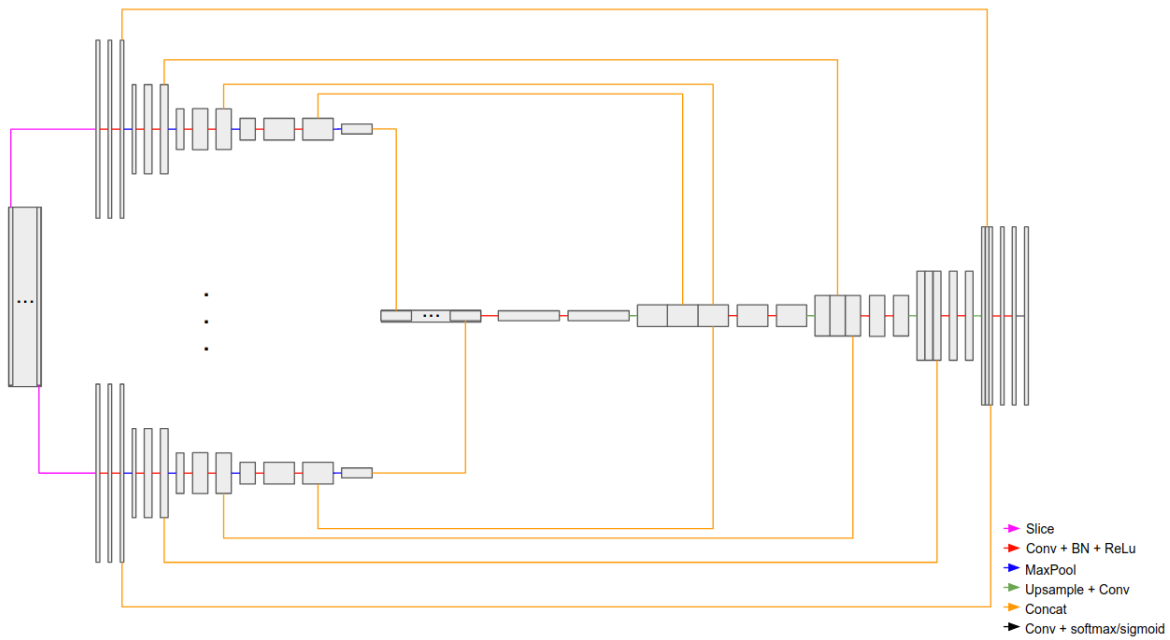 ...
...
Slice
Conv + BN + ReLu
MaxPool
Upsample + Conv
Concat
Conv + softmax/sigmoid